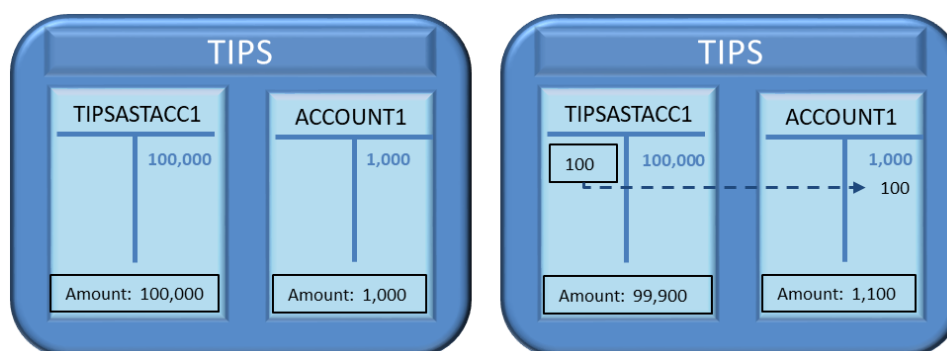 TIPS
TIPSASTACC1
ACCOUNT1
100,000
1,000
Amount: 100,000
Amount: 1,000
TIPS
TIPSASTACC1
ACCOUNT1
100
100,000
1,000
100
Amount: 99,900
Amount: 1,100